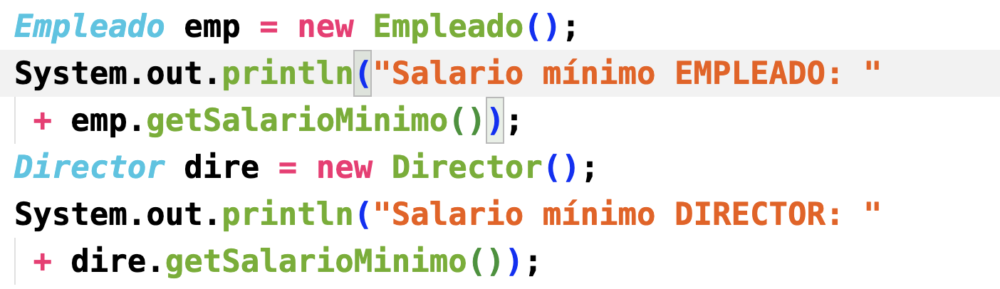 Empleado emp = new Empleado();
System.out.println("Salario mínimo EMPLEADO: "
+ emp.getSalarioMinimo());
Director dire = new Director();
System.out.println("Salario mínimo DIRECTOR: "
+ dire.getSalarioMinimo());